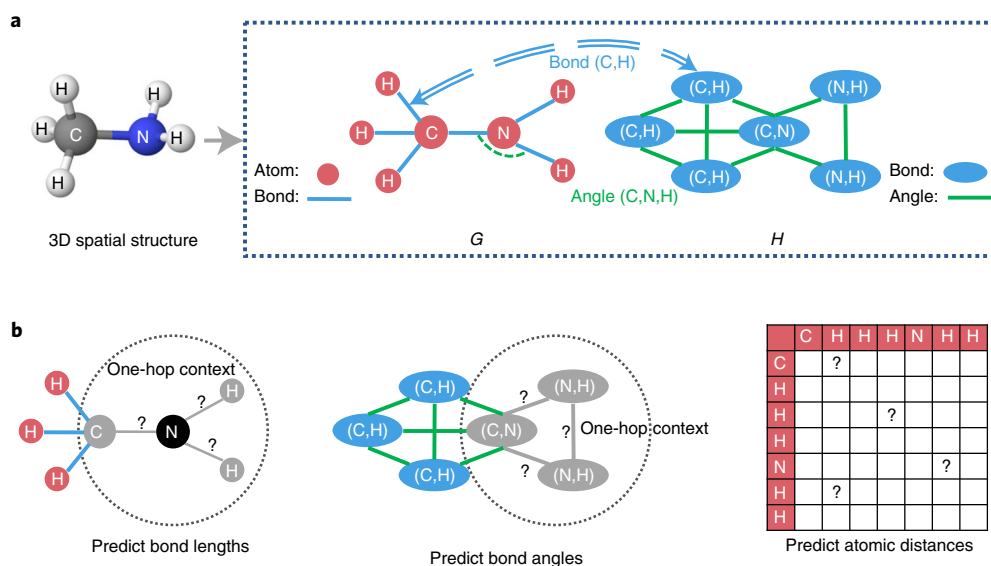 a
H
H
H
C
N
H
H
3D spatial structure
Bond (C,H)
H
H
H
C
N
H
H
Atom:
Bond:
Angle (C,N,H)
G
(C,H)
(N,H)
(C,H)
(C,N)
(C,H)
(N,H)
Bond:
Angle:
H
b
One-hop context
H
H
H
C
N
H
H
?
?
?
Predict bond lengths
(C,H)
(N,H)
(C,H)
(C,N)
(C,H)
(N,H)
?
?
?
One-hop context
Predict bond angles
C H H H N H H
C ?
H
H ?
H
N ?
H ?
H
Predict atomic distances